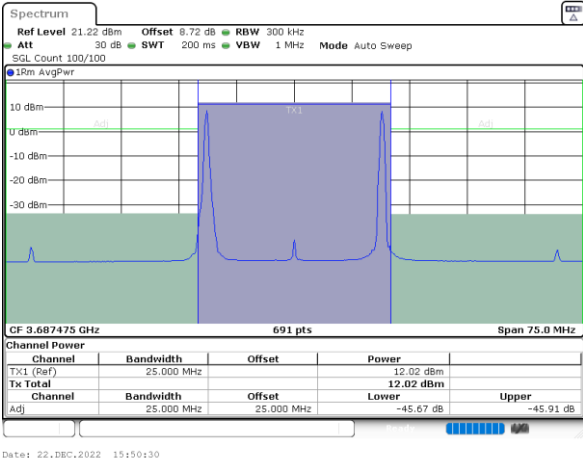 Spectrum
Ref Level 21.22 dBm Offset 8.72 dB RBW 300 kHz
Att 30 dB SWT 200 ms VBW 1 MHz Mode Auto Sweep
SGL Count 100/100
1Rm AvgPwr
10 dBm
TX1
Adj Adj
0 dBm
-10 dBm
-20 dBm
-30 dBm
CF 3.687475 GHz 691 pts Span 75.0 MHz
Channel Power
Channel Bandwidth Offset Power
TX1 (Ref) 25.000 MHz 12.02 dBm
Tx Total 12.02 dBm
Channel Bandwidth Offset Lower Upper
Adj 25.000 MHz 25.000 MHz -45.67 dB -45.91 dB
Ready
Date: 22.DEC.2022 15:50:30